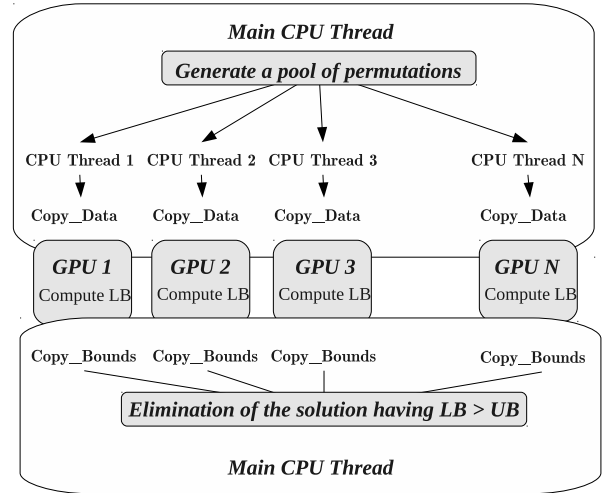 Main CPU Thread
Generate a pool of permutations
CPU Thread 1 CPU Thread 2 CPU Thread 3 CPU Thread N
Copy_Data Copy_Data Copy_Data Copy_Data
GPU 1 GPU 2 GPU 3 GPU N
Compute LB Compute LB Compute LB Compute LB
Copy_Bounds Copy_Bounds Copy_Bounds Copy_Bounds
Elimination of the solution having LB > UB
Main CPU Thread